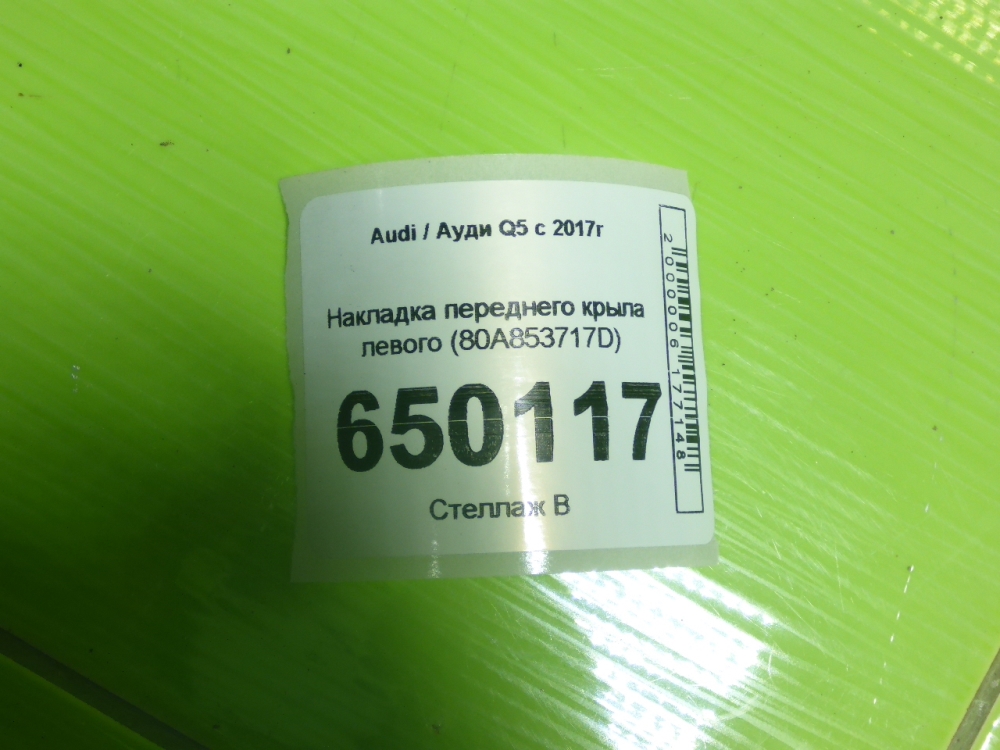 Audi / Ауди Q5 с 2017г
Накладка переднего крыла
левого (80A853717D)
650117
Стеллаж В
2000006177148